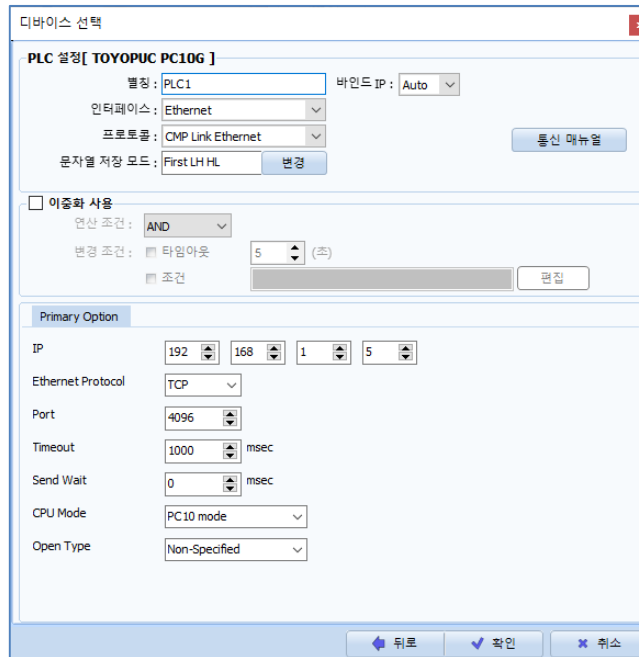 디바이스 선택
PLC 설정[ TOYOPUC PC10G ]
별칭 : PLC1 바인드 IP : Auto
인터페이스 : Ethernet
프로토콜 : CMP Link Ethernet 통신 매뉴얼
문자열 저장 모드 : First LH HL 변경
이중화 사용
연산 조건 : AND
변경 조건 : 타임아웃 5 (초)
조건 편집
Primary Option
IP 192 168 1 5
Ethernet Protocol TCP
Port 4096
Timeout 1000 msec
Send Wait 0 msec
CPU Mode PC10 mode
Open Type Non-Specified
뒤로 확인 취소